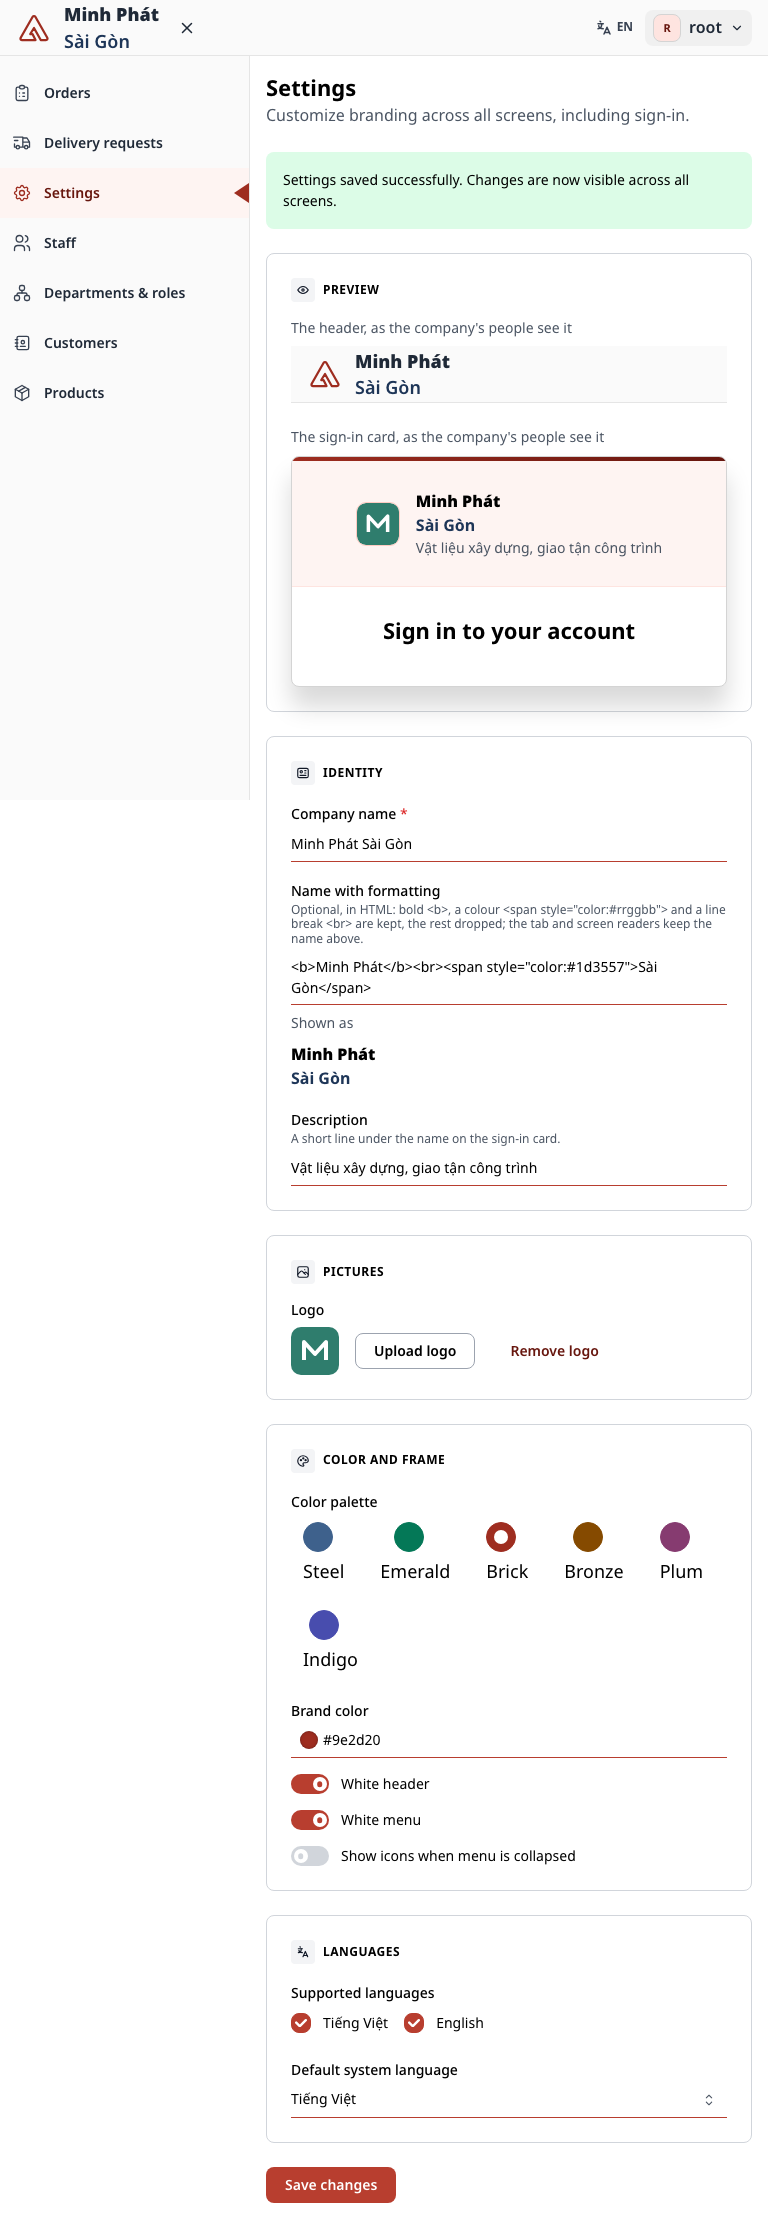 Minh Phát
Sài Gòn
EN
R
root
Orders
Delivery requests
Settings
Staff
Departments & roles
Customers
Products
Settings
Customize branding across all screens, including sign-in.
Settings saved successfully. Changes are now visible across all
screens.
PREVIEW
The header, as the company's people see it
Minh Phát
Sài Gòn
The sign-in card, as the company's people see it
M
Minh Phát
Sài Gòn
Vật liệu xây dựng, giao tận công trình
Sign in to your account
IDENTITY
Company name *
Minh Phát Sài Gòn
Name with formatting
Optional, in HTML: bold <b>, a colour <span style="color:#rrggbb"> and a line
break <br> are kept, the rest dropped; the tab and screen readers keep the
name above.
<b>Minh Phát</b><br><span style="color:#1d3557">Sài
Gòn</span>
Shown as
Minh Phát
Sài Gòn
Description
A short line under the name on the sign-in card.
Vật liệu xây dựng, giao tận công trình
PICTURES
Logo
M
Upload logo
Remove logo
COLOR AND FRAME
Color palette
Steel
Emerald
Brick
Bronze
Plum
Indigo
Brand color
#9e2d20
White header
White menu
Show icons when menu is collapsed
LANGUAGES
Supported languages
Tiếng Việt
English
Default system language
Tiếng Việt
Save changes